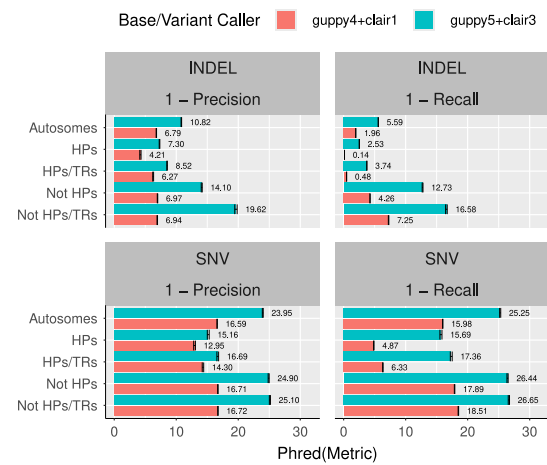 Base/Variant Caller guppy4+clair1 guppy5+clair3
INDEL INDEL
1 − Precision 1 − Recall
Autosomes 10.82 5.59
6.79 1.96
HPs 7.30 2.53
4.21 0.14
HPs/TRs 8.52 3.74
6.27 0.48
Not HPs 14.10 12.73
6.97 4.26
Not HPs/TRs 19.62 16.58
6.94 7.25
SNV SNV
1 − Precision 1 − Recall
Autosomes 23.95 25.25
16.59 15.98
HPs 15.16 15.69
12.95 4.87
HPs/TRs 16.69 17.36
14.30 6.33
Not HPs 24.90 26.44
16.71 17.89
Not HPs/TRs 25.10 26.65
16.72 18.51
0 10 20 30 0 10 20 30
Phred(Metric)